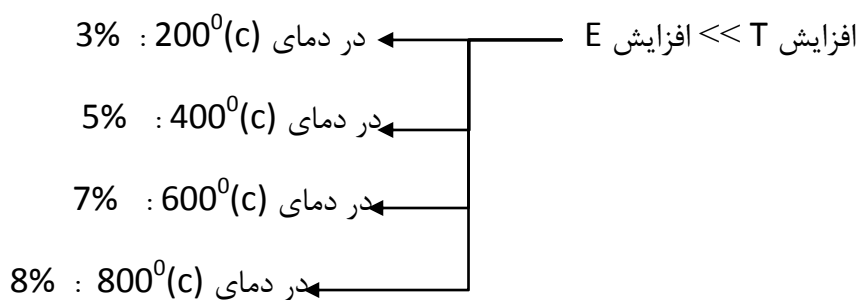 افزایش T >> افزایش E
در دمای 200⁰(c) : 3%
در دمای 400⁰(c) : 5%
در دمای 600⁰(c) : 7%
در دمای 800⁰(c) : 8%